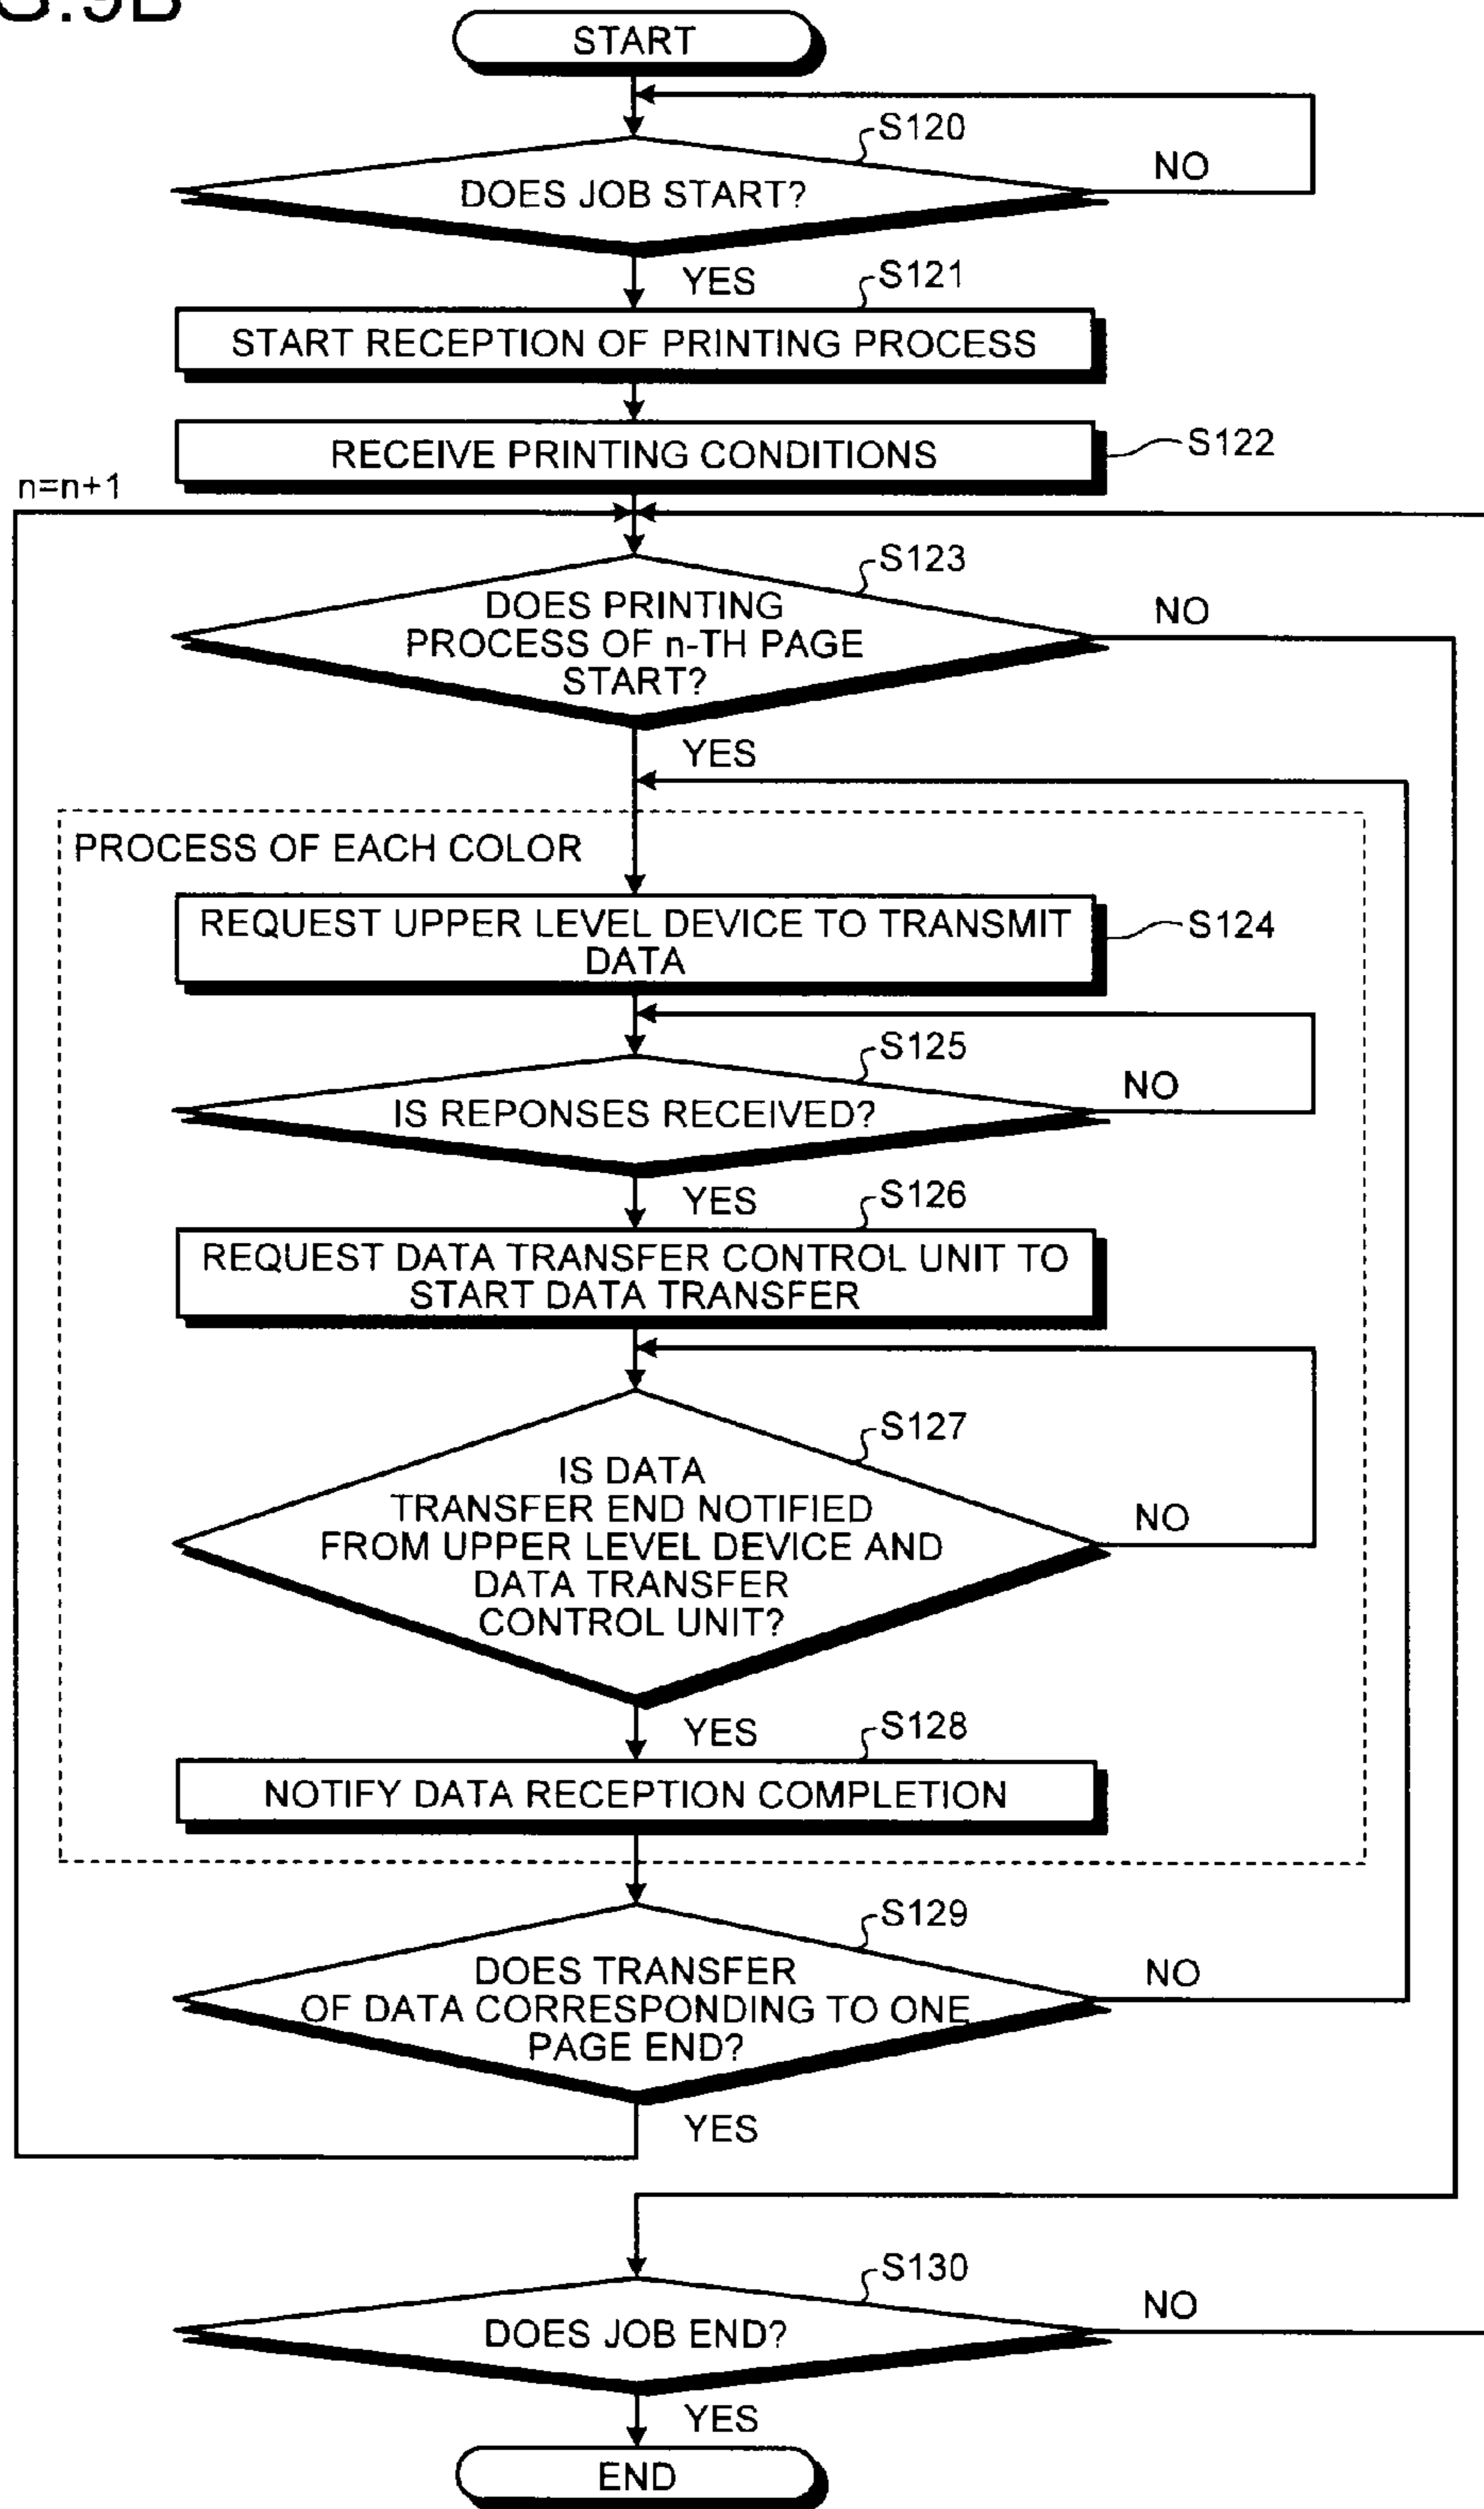 START
S120
DOES JOB START?
NO
YES
S121
START RECEPTION OF PRINTING PROCESS
RECEIVE PRINTING CONDITIONS
S122
n=n+1
S123
DOES PRINTING
PROCESS OF n-TH PAGE
START?
NO
YES
PROCESS OF EACH COLOR
REQUEST UPPER LEVEL DEVICE TO TRANSMIT
DATA
S124
S125
IS REPONSES RECEIVED?
NO
YES
S126
REQUEST DATA TRANSFER CONTROL UNIT TO
START DATA TRANSFER
S127
IS DATA
TRANSFER END NOTIFIED
FROM UPPER LEVEL DEVICE AND
DATA TRANSFER
CONTROL UNIT?
NO
YES
S128
NOTIFY DATA RECEPTION COMPLETION
S129
DOES TRANSFER
OF DATA CORRESPONDING TO ONE
PAGE END?
NO
YES
S130
DOES JOB END?
NO
YES
END